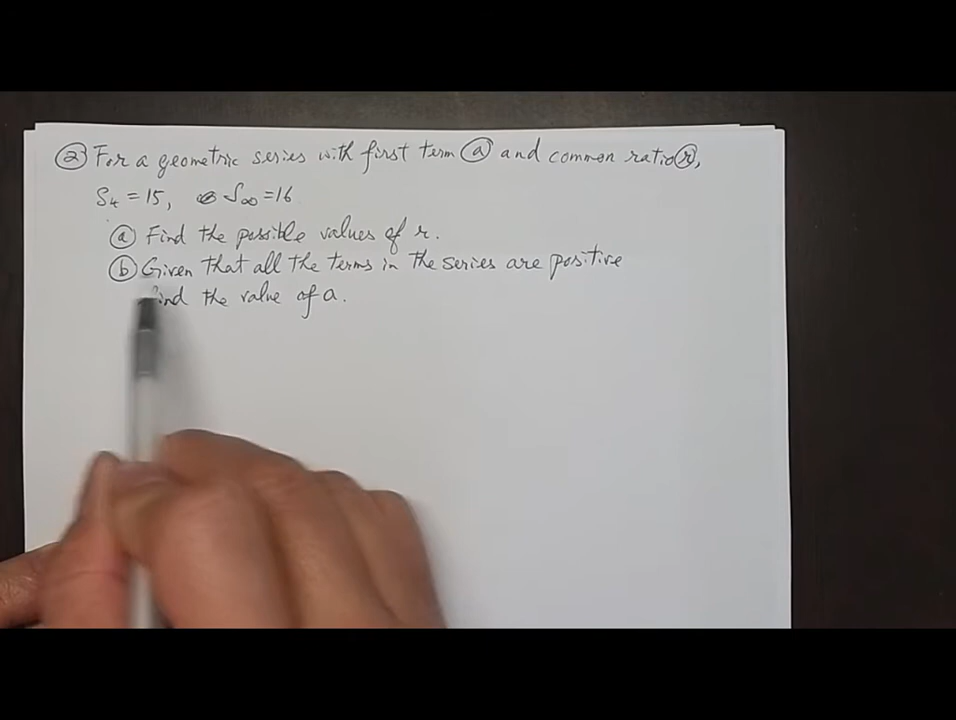 ② For a geometric series with first term ⓐ and common ratio ⓡ,
S₄ = 15, S∞ = 16
ⓐ Find the possible values of r.
ⓑ Given that all the terms in the series are positive
find the value of a.